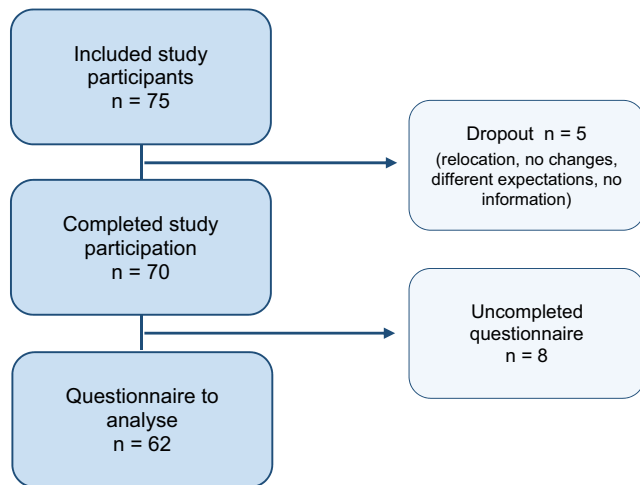 Included study
participants
n = 75
Dropout n = 5
(relocation, no changes,
different expectations, no
information)
Completed study
participation
n = 70
Uncompleted
questionnaire
n = 8
Questionnaire to
analyse
n = 62